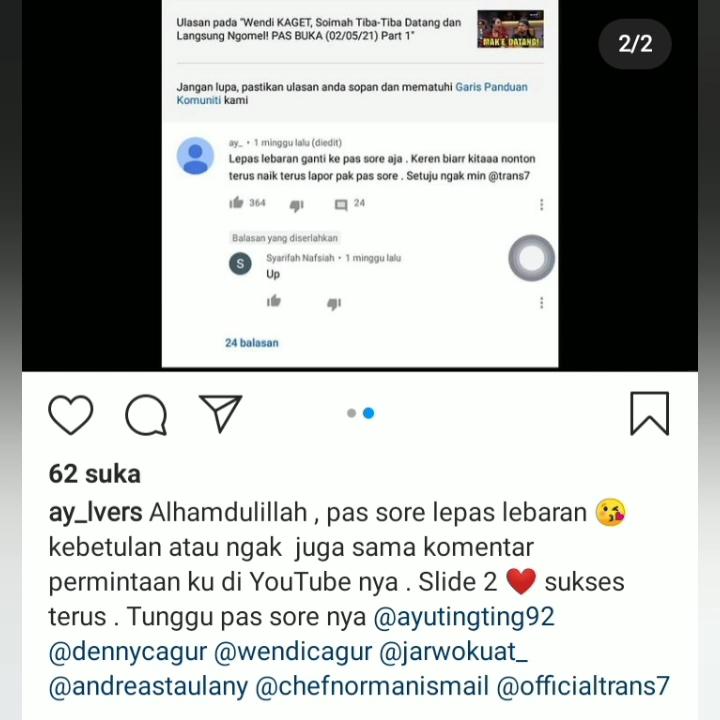 Ulasan pada "Wendi KAGET, Soimah Tiba-Tiba Datang dan
Langsung Ngomel! PAS BUKA (02/05/21) Part 1"
MAK'E DATANG!
2/2
Jangan lupa, pastikan ulasan anda sopan dan mematuhi Garis Panduan
Komuniti kami
ay_ • 1 minggu lalu (diedit)
Lepas lebaran ganti ke pas sore aja . Keren biarr kitaaa nonton
terus naik terus lapor pak pas sore . Setuju ngak min @trans7
364
24
Balasan yang diserlahkan
S
Syarifah Nafsiah • 1 minggu lalu
Up
24 balasan
62 suka
ay_lvers Alhamdulillah , pas sore lepas lebaran 😘
kebetulan atau ngak juga sama komentar
permintaan ku di YouTube nya . Slide 2 ❤️ sukses
terus . Tunggu pas sore nya @ayutingting92
@dennycagur @wendicagur @jarwokuat_
@andreastaulany @chefnormanismail @officialtrans7